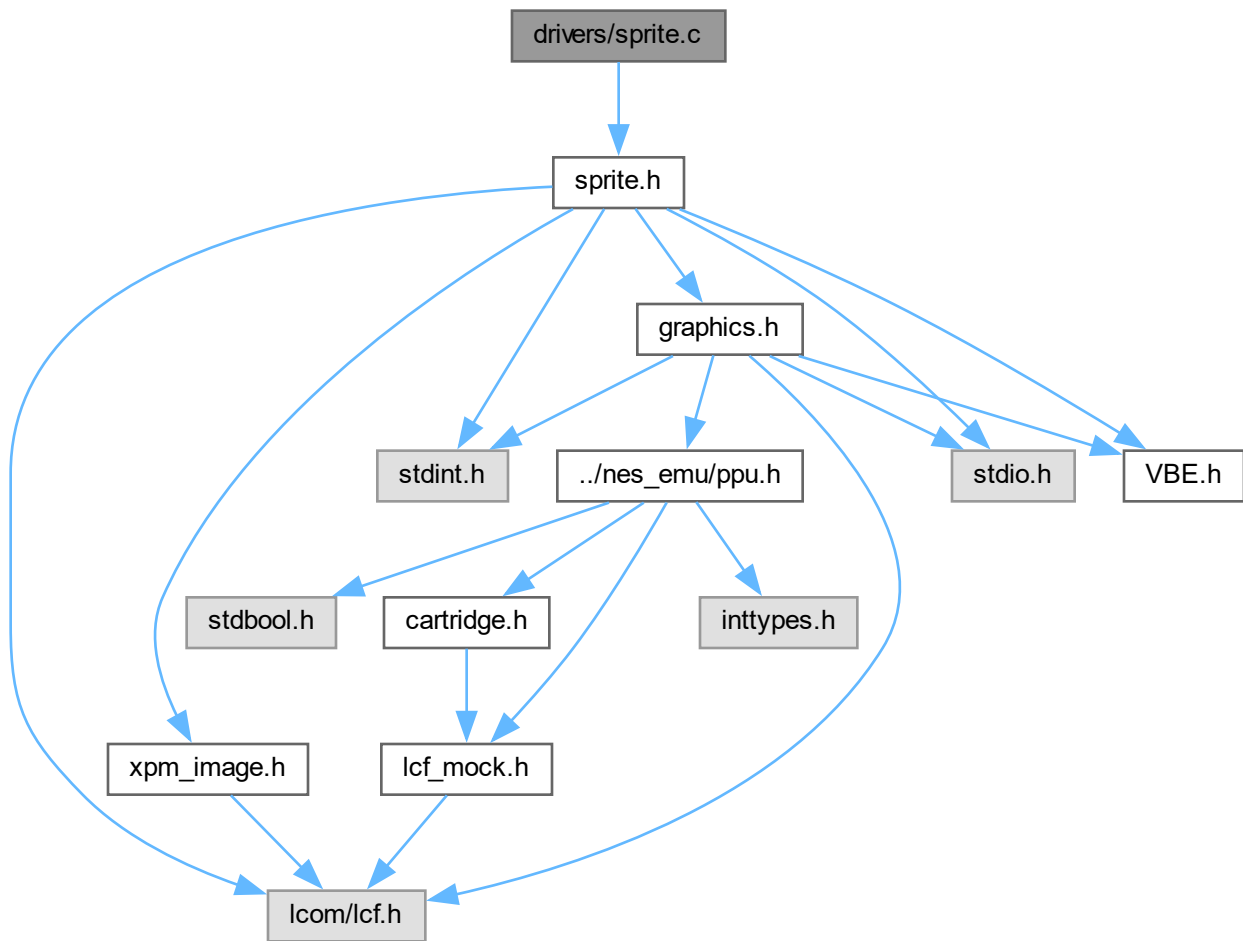 drivers/sprite.c
sprite.h
graphics.h
stdint.h
../nes_emu/ppu.h
stdio.h
VBE.h
stdbool.h
cartridge.h
inttypes.h
xpm_image.h
lcf_mock.h
lcom/lcf.h